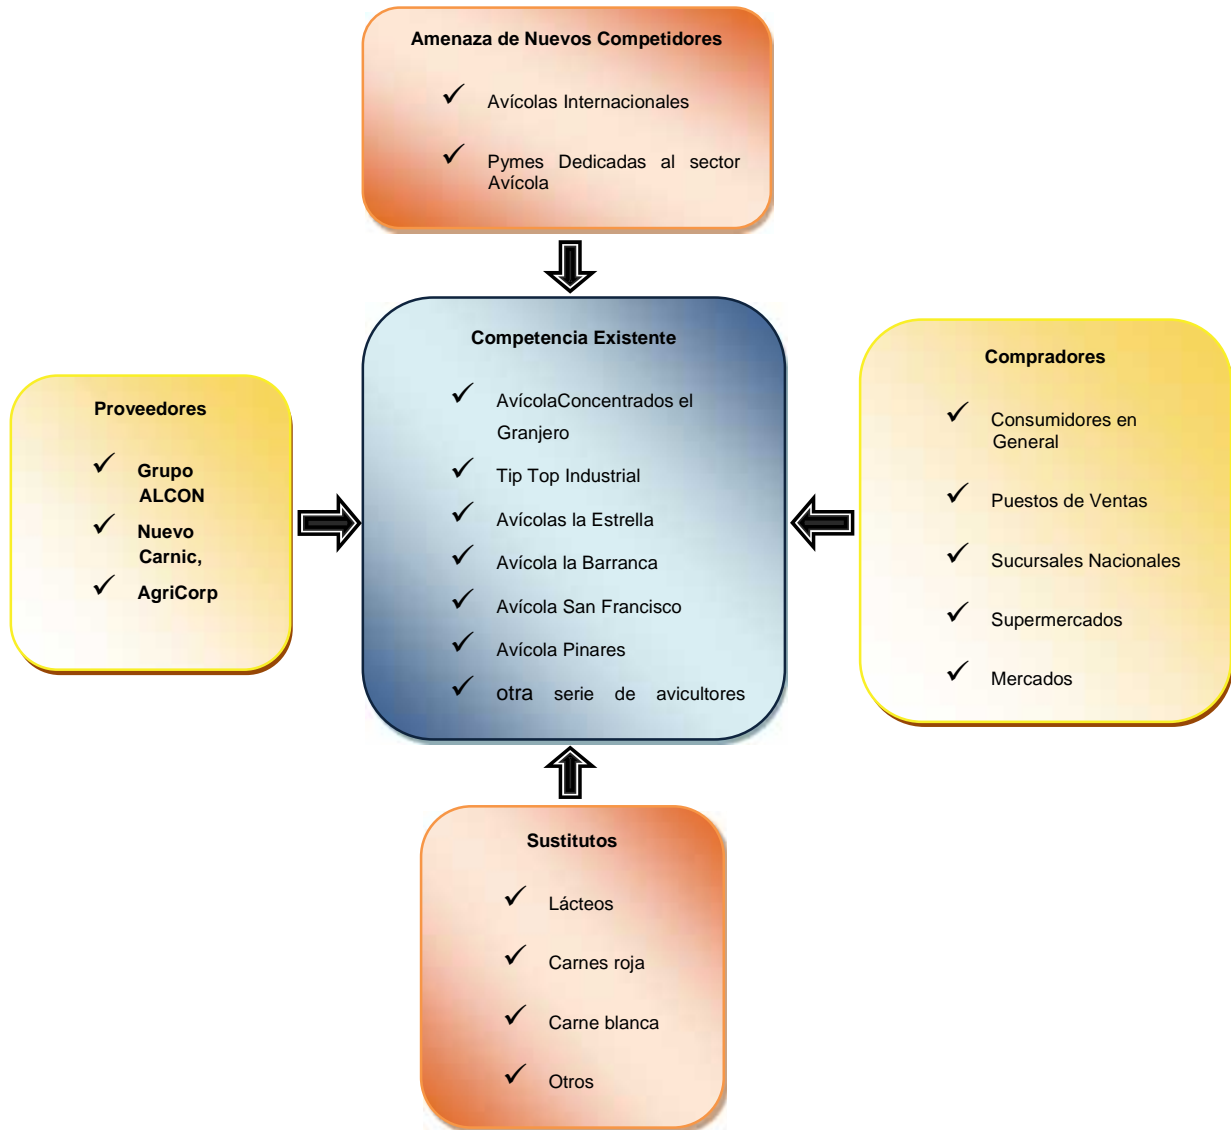 Amenaza de Nuevos Competidores
Avícolas Internacionales
Pymes Dedicadas al sector
Avícola
Competencia Existente
AvícolaConcentrados el
Granjero
Tip Top Industrial
Avícolas la Estrella
Avícola la Barranca
Avícola San Francisco
Avícola Pinares
otra serie de avicultores
Proveedores
Grupo
ALCON
Nuevo
Carnic,
AgriCorp
Compradores
Consumidores en
General
Puestos de Ventas
Sucursales Nacionales
Supermercados
Mercados
Sustitutos
Lácteos
Carnes roja
Carne blanca
Otros